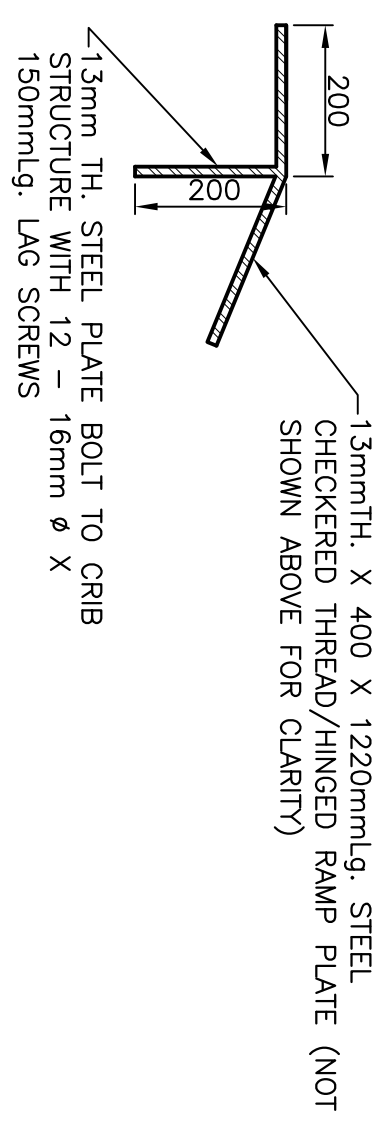 13mmTH. X 400 X 1220mmLg. STEEL
CHECKERED THREAD/HINGED RAMP PLATE (NOT
SHOWN ABOVE FOR CLARITY)
200
200
13mm TH. STEEL PLATE BOLT TO CRIB
STRUCTURE WITH 12 - 16mm ø X
150mmLg. LAG SCREWS